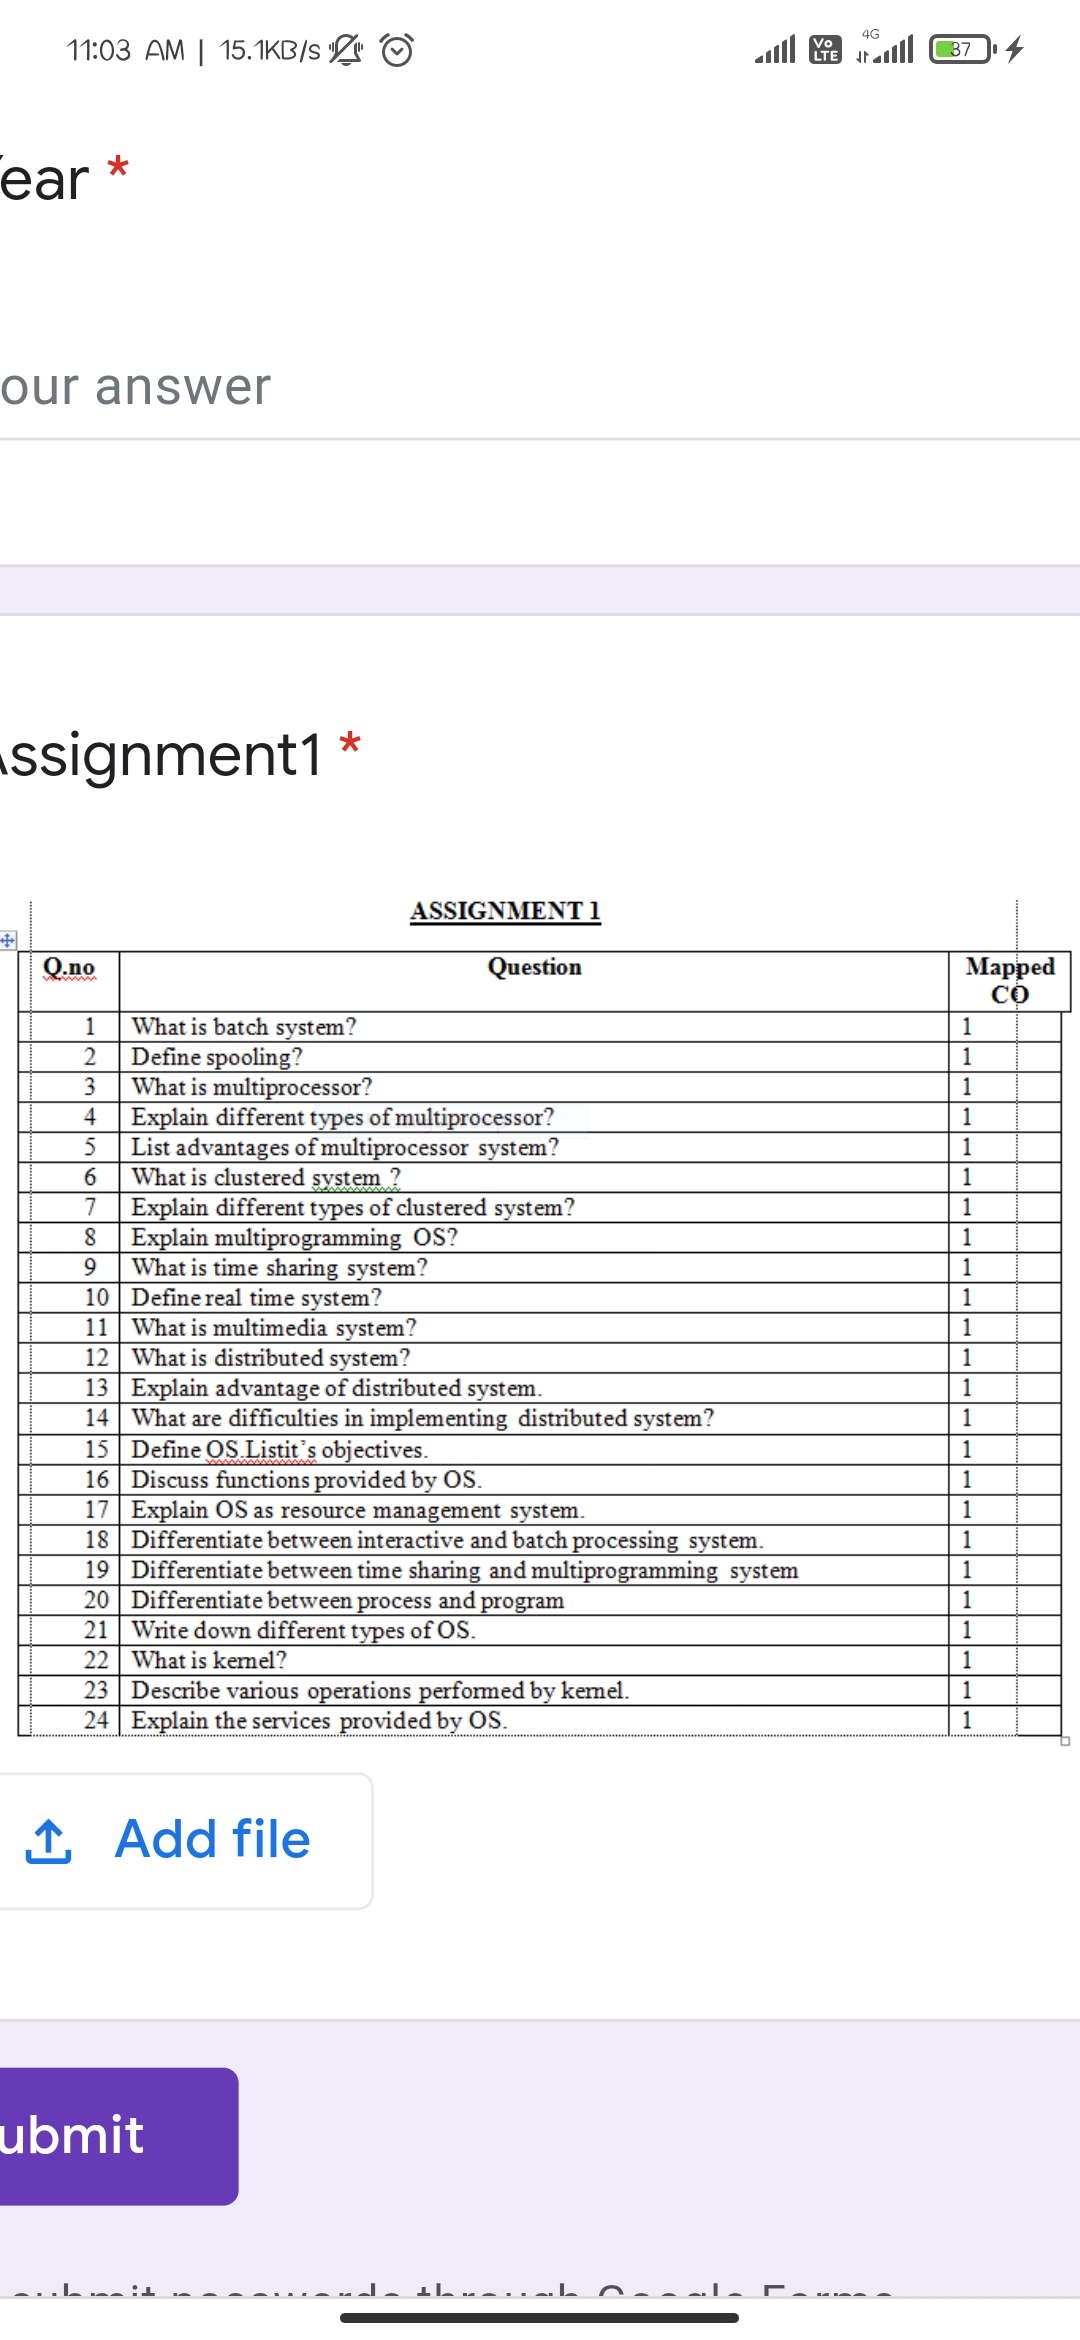 11:03 AM | 15.1KB/s
Vo LTE 4G 37
ear *
our answer
ssignment1 *
ASSIGNMENT 1
Q.no Question Mapped CO
1 What is batch system? 1
2 Define spooling? 1
3 What is multiprocessor? 1
4 Explain different types of multiprocessor? 1
5 List advantages of multiprocessor system? 1
6 What is clustered system ? 1
7 Explain different types of clustered system? 1
8 Explain multiprogramming OS? 1
9 What is time sharing system? 1
10 Define real time system? 1
11 What is multimedia system? 1
12 What is distributed system? 1
13 Explain advantage of distributed system. 1
14 What are difficulties in implementing distributed system? 1
15 Define OS.Listit's objectives. 1
16 Discuss functions provided by OS. 1
17 Explain OS as resource management system. 1
18 Differentiate between interactive and batch processing system. 1
19 Differentiate between time sharing and multiprogramming system 1
20 Differentiate between process and program 1
21 Write down different types of OS. 1
22 What is kernel? 1
23 Describe various operations performed by kernel. 1
24 Explain the services provided by OS. 1
Add file
ubmit
submit passwords through Google Forms